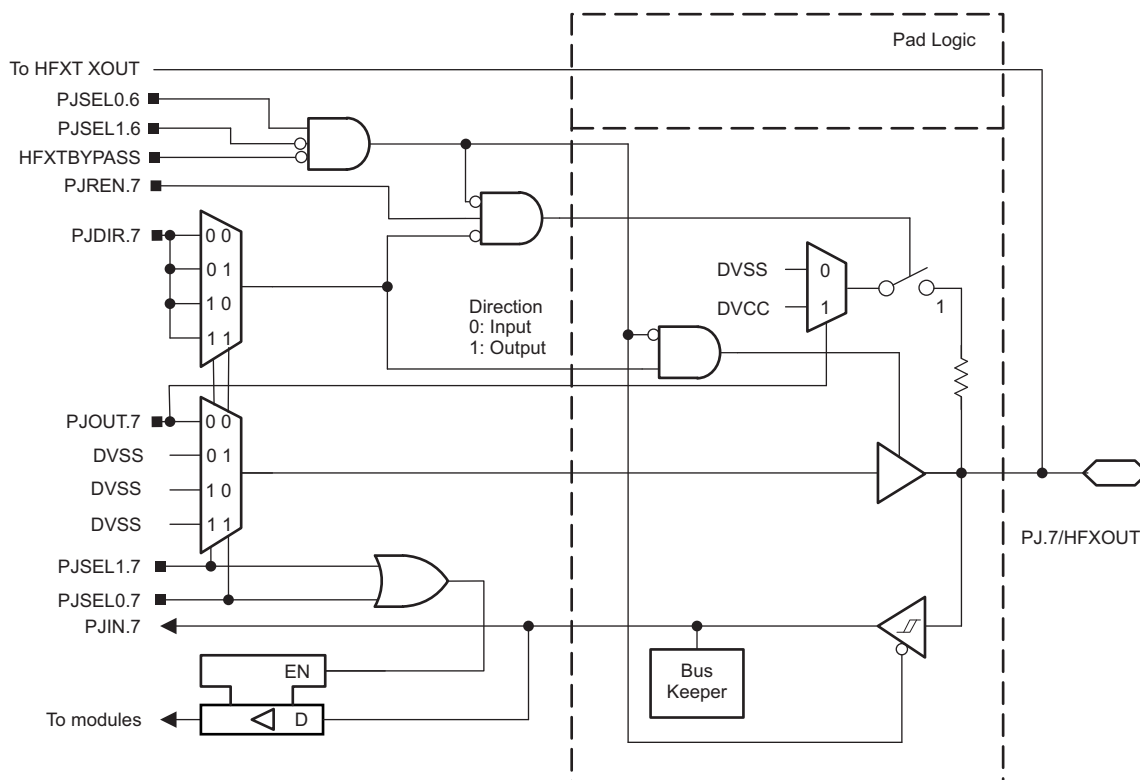 Pad Logic
To HFXT XOUT
PJSEL0.6
PJSEL1.6
HFXTBYPASS
PJREN.7
PJDIR.7
0 0
0 1
1 0
1 1
Direction
0: Input
1: Output
DVSS
0
DVCC
1
1
PJOUT.7
0 0
DVSS
0 1
DVSS
1 0
DVSS
1 1
PJ.7/HFXOUT
PJSEL1.7
PJSEL0.7
PJIN.7
EN
Bus
Keeper
To modules
D